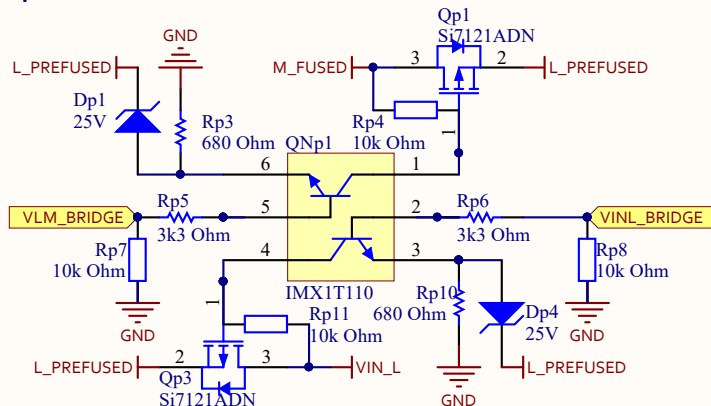 Qp1
GND
Si7121ADN
L_PREFUSED
M_FUSED
3
2
L_PREFUSED
Dp1
25V
Rp3
680 Ohm
Rp4
10k Ohm
1
QNp1
6
1
Rp5
Rp6
VLM_BRIDGE
5
2
VINL_BRIDGE
3k3 Ohm
3k3 Ohm
Rp7
10k Ohm
4
3
Rp8
10k Ohm
IMX1T110
Rp10
680 Ohm
Dp4
25V
GND
1
Rp11
10k Ohm
GND
L_PREFUSED
2
3
VIN_L
L_PREFUSED
Qp3
Si7121ADN
GND